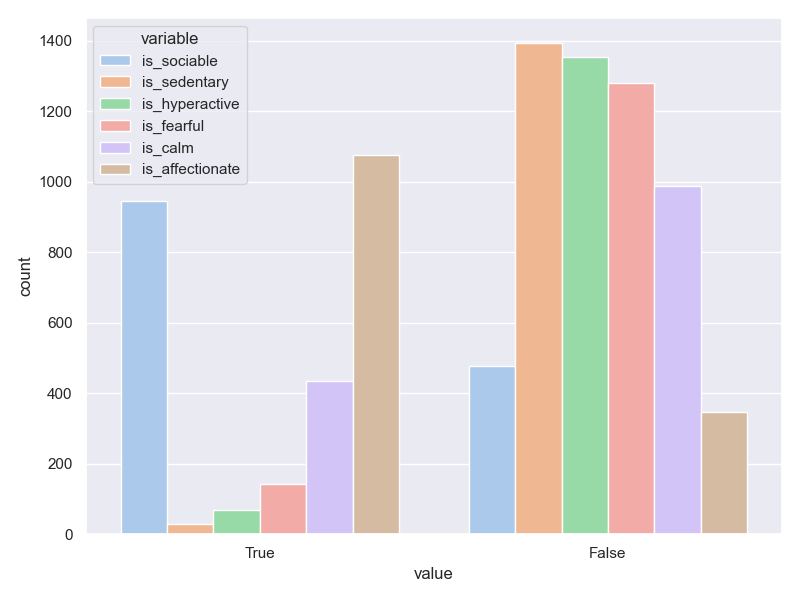 variable
is_sociable
is_sedentary
is_hyperactive
is_fearful
is_calm
is_affectionate
1400
1200
1000
800
600
400
200
0
count
True
False
value